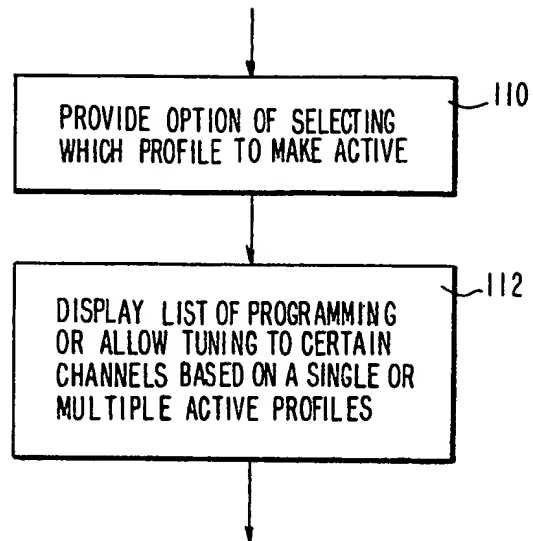 110
PROVIDE OPTION OF SELECTING
WHICH PROFILE TO MAKE ACTIVE
112
DISPLAY LIST OF PROGRAMMING
OR ALLOW TUNING TO CERTAIN
CHANNELS BASED ON A SINGLE OR
MULTIPLE ACTIVE PROFILES